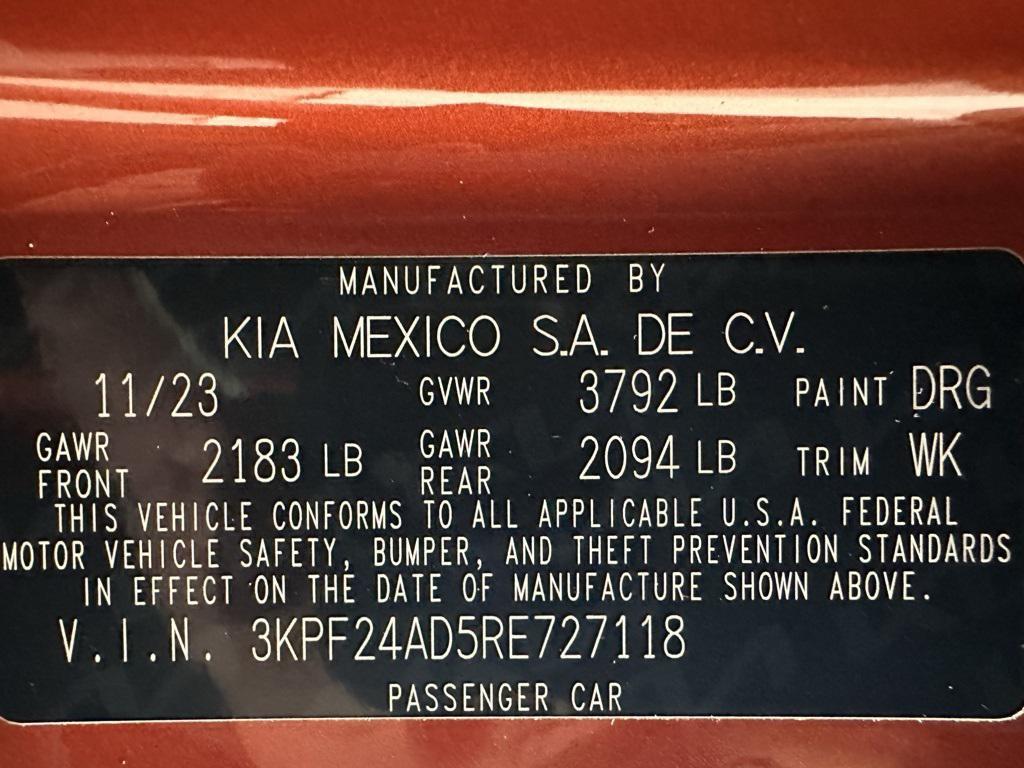 MANUFACTURED BY
KIA MEXICO S.A. DE C.V.
11/23 GVWR 3792 LB PAINT DRG
GAWR FRONT 2183 LB GAWR REAR 2094 LB TRIM WK
THIS VEHICLE CONFORMS TO ALL APPLICABLE U.S.A. FEDERAL
MOTOR VEHICLE SAFETY, BUMPER, AND THEFT PREVENTION STANDARDS
IN EFFECT ON THE DATE OF MANUFACTURE SHOWN ABOVE.
V.I.N. 3KPF24AD5RE727118
PASSENGER CAR